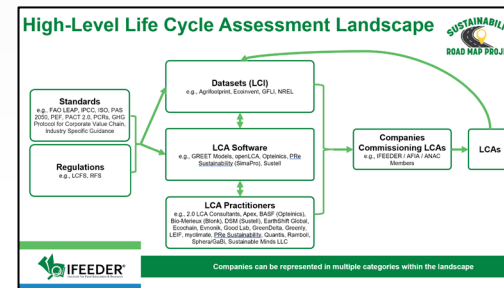 High-Level Life Cycle Assessment Landscape
SUSTAINABILI
ROAD MAP PROJE
Standards
e.g., FAO LEAP, IPCC, ISO, PAS
2050, PEF, PACT 2.0, PCRs, GHG
Protocol for Corporate Value Chain,
Industry Specific Guidance
Regulations
e.g., LCFS, RFS
Datasets (LCI)
e.g., Agrifootprint, Ecoinvent, GFLI, NREL
LCA Software
e.g., GREET Models, openLCA, Opteinics, PRe
Sustainability (SimaPro), Sustell
LCA Practitioners
e.g., 2.0 LCA Consultants, Apex, BASF (Opteinics),
Bio-Merieux (Blonk), DSM (Sustell), EarthShift Global,
Ecochain, Evnonik, Good Lab, GreenDelta, Greenly,
LEIF, myclimate, PRe Sustainability, Quantis, Ramboll,
Sphera/GaBi, Sustainable Minds LLC
Companies
Commissioning LCAs
e.g., IFEEDER / AFIA / ANAC
Members
LCAs
IFEEDER
Companies can be represented in multiple categories within the landscape